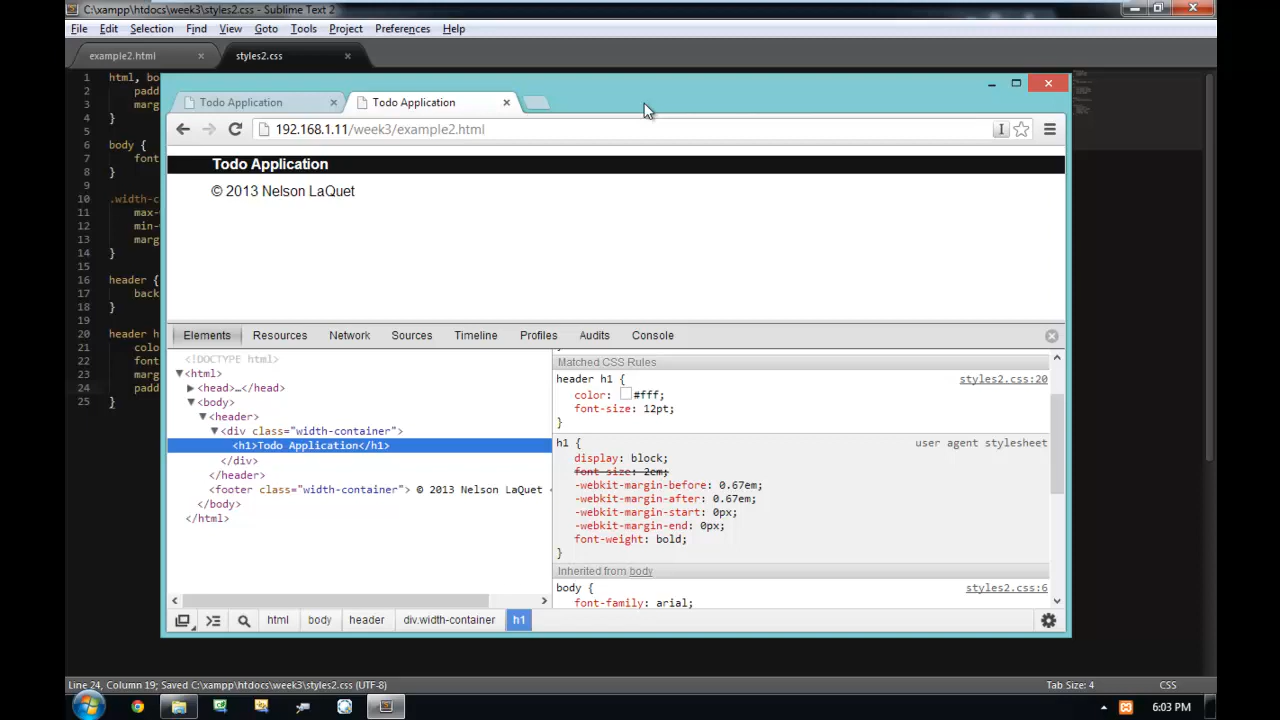 C:\xampp\htdocs\week3\styles2.css - Sublime Text 2
File Edit Selection Find View Goto Tools Project Preferences Help
example2.html × styles2.css ×
1 html, bo
2 padd
3 marg
4 }
5
6 body {
7 font
8 }
9
10 .width-c
11 max-
12 min-
13 marg
14 }
15
16 header {
17 back
18 }
19
20 header h
21 colo
22 font
23 marg
24 padd
25 }
Todo Application × Todo Application ×
192.168.1.11/week3/example2.html
Todo Application
© 2013 Nelson LaQuet
Elements Resources Network Sources Timeline Profiles Audits Console
<!DOCTYPE html>
<html>
<head>…</head>
<body>
<header>
<div class="width-container">
<h1>Todo Application</h1>
</div>
</header>
<footer class="width-container"> © 2013 Nelson LaQuet <
</body>
</html>
Matched CSS Rules
header h1 { styles2.css:20
color: #fff;
font-size: 12pt;
}
h1 { user agent stylesheet
display: block;
font-size: 2em;
-webkit-margin-before: 0.67em;
-webkit-margin-after: 0.67em;
-webkit-margin-start: 0px;
-webkit-margin-end: 0px;
font-weight: bold;
}
Inherited from body
body { styles2.css:6
font-family: arial;
html body header div.width-container h1
Line 24, Column 19; Saved C:\xampp\htdocs\week3\styles2.css (UTF-8) Tab Size: 4 CSS
6:03 PM